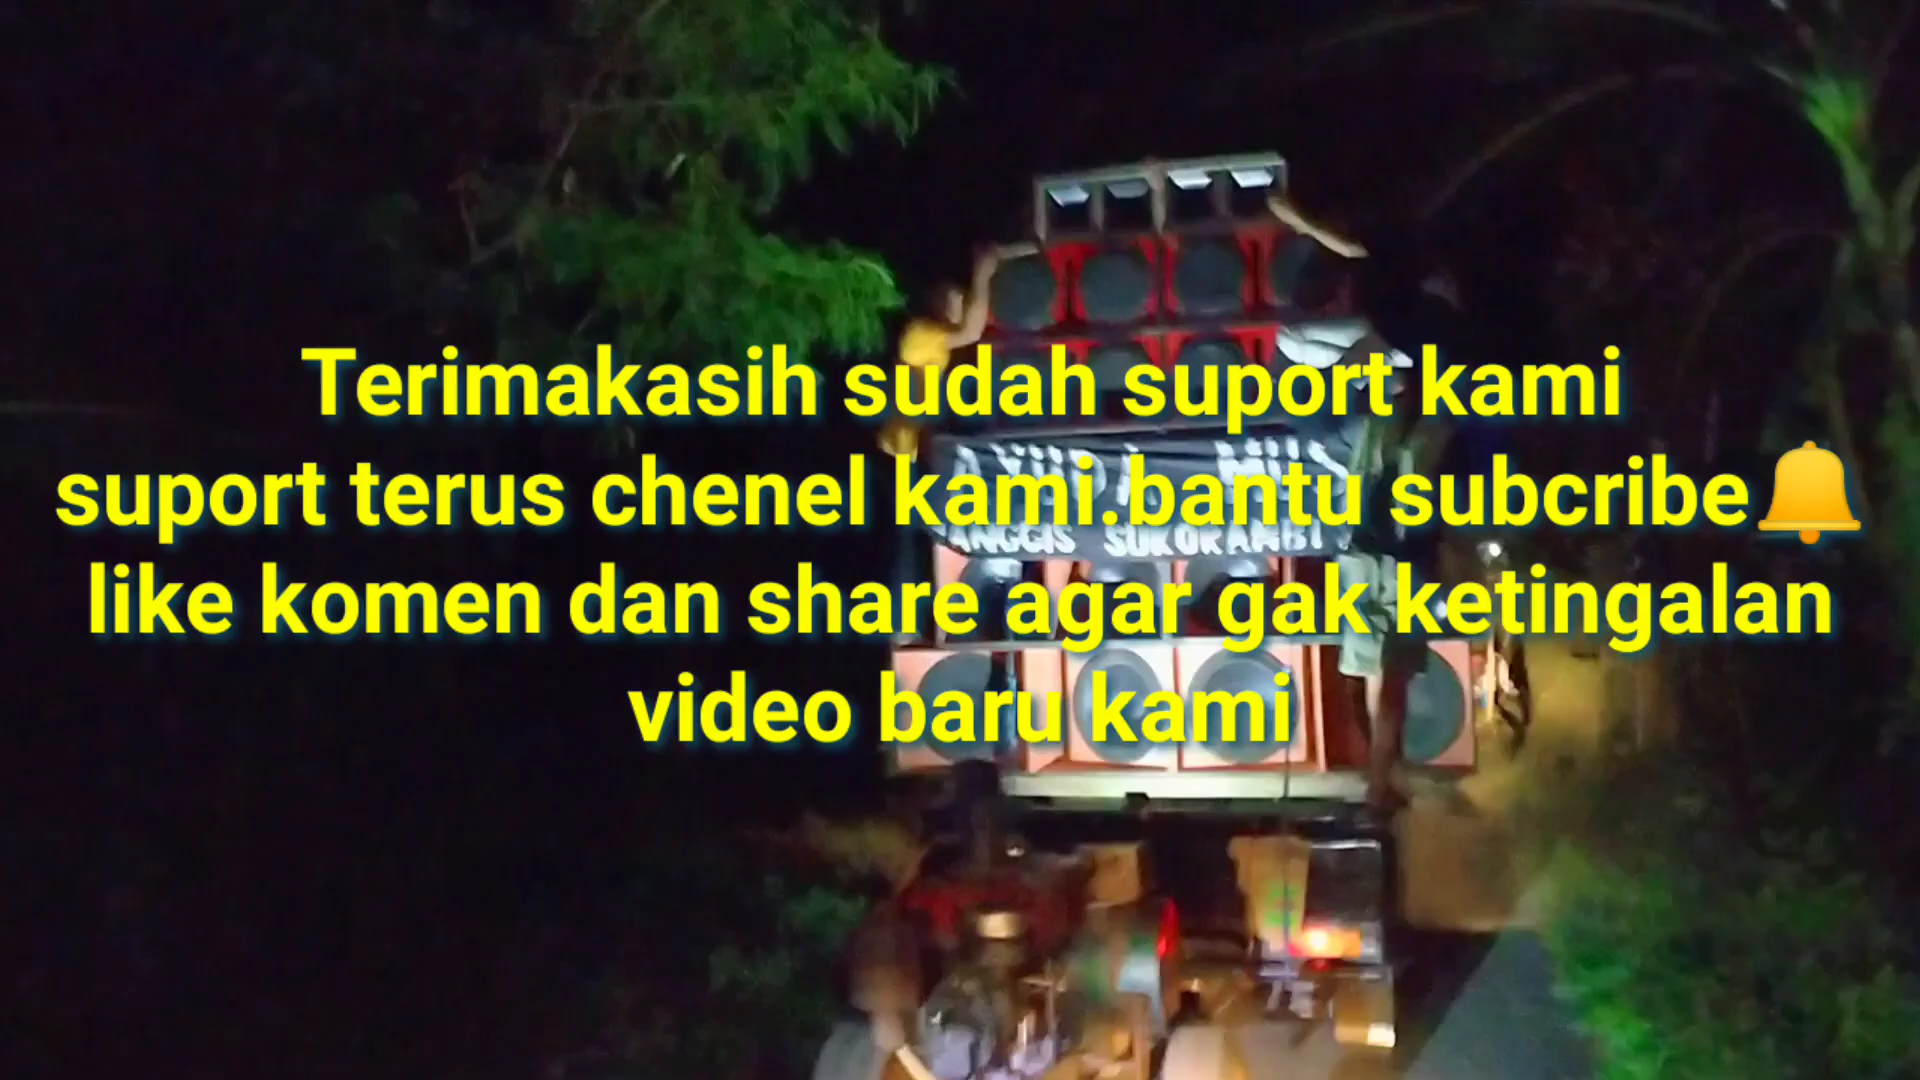 Terimakasih sudah suport kami
suport terus chenel kami.bantu subcribe🔔
like komen dan share agar gak ketingalan
video baru kami
SUKORAMBI